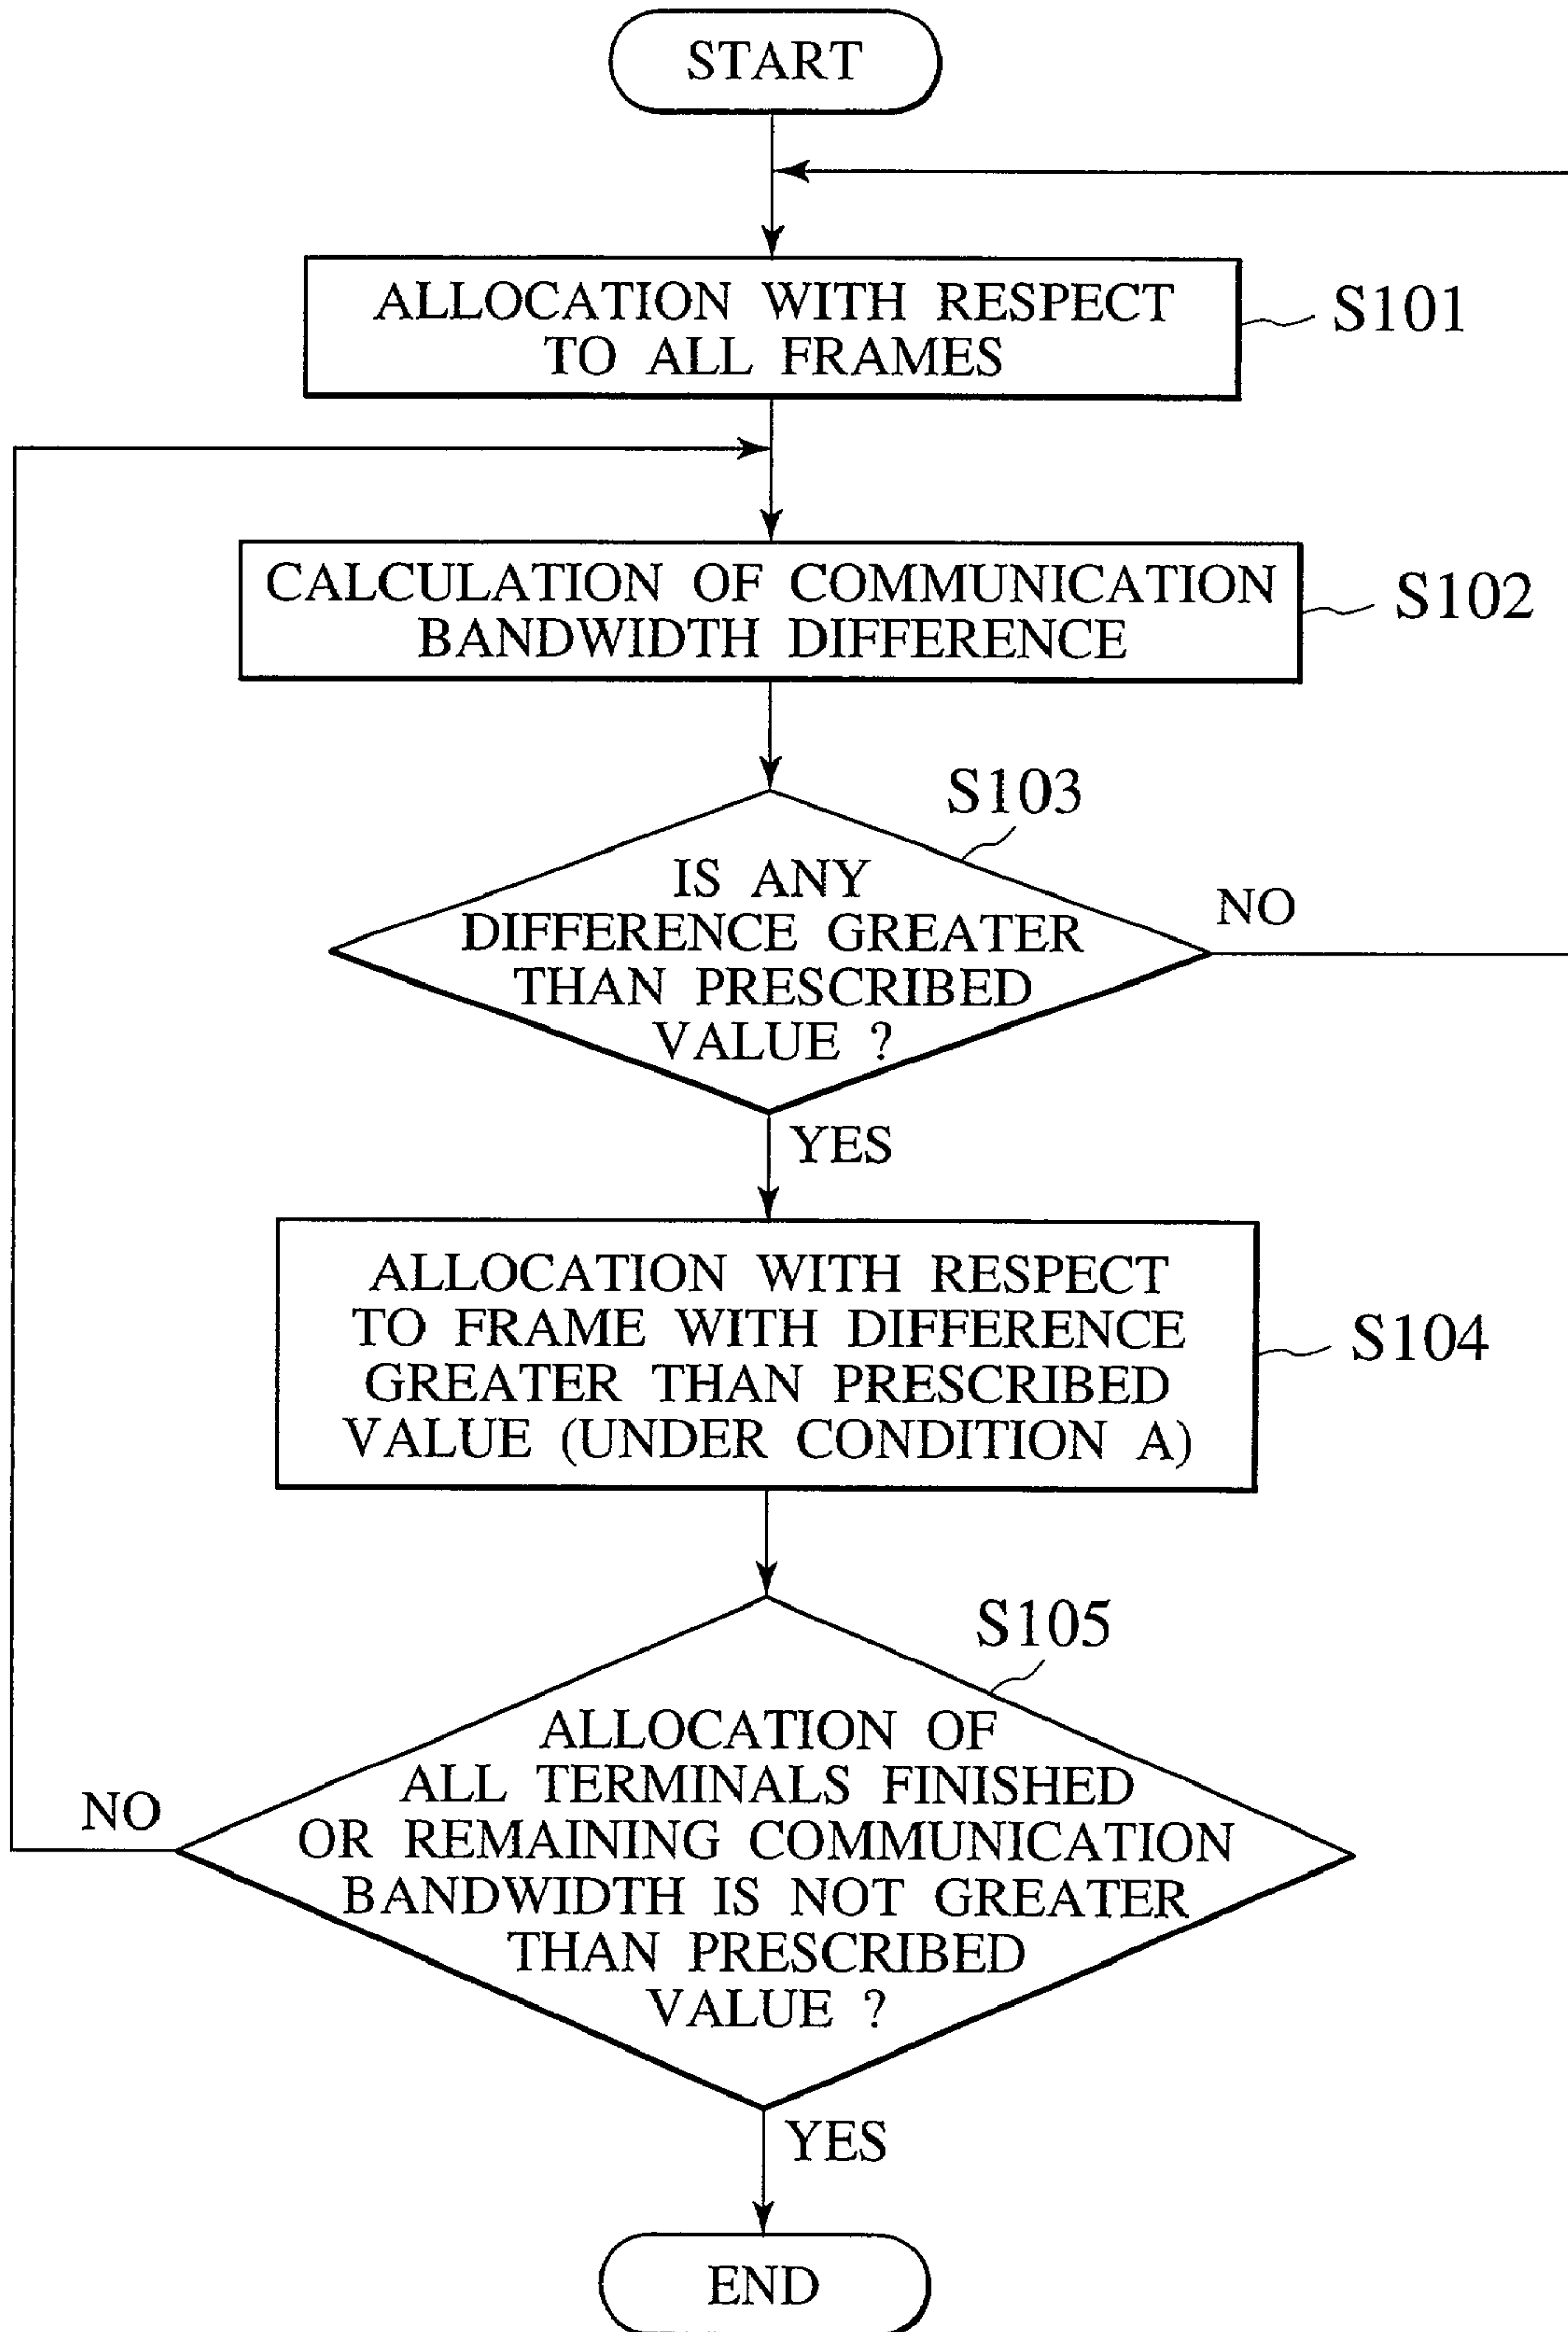 START
ALLOCATION WITH RESPECT
TO ALL FRAMES
S101
CALCULATION OF COMMUNICATION
BANDWIDTH DIFFERENCE
S102
S103
IS ANY
DIFFERENCE GREATER
THAN PRESCRIBED
VALUE ?
NO
YES
ALLOCATION WITH RESPECT
TO FRAME WITH DIFFERENCE
GREATER THAN PRESCRIBED
VALUE (UNDER CONDITION A)
S104
S105
ALLOCATION OF
ALL TERMINALS FINISHED
OR REMAINING COMMUNICATION
BANDWIDTH IS NOT GREATER
THAN PRESCRIBED
VALUE ?
NO
YES
END